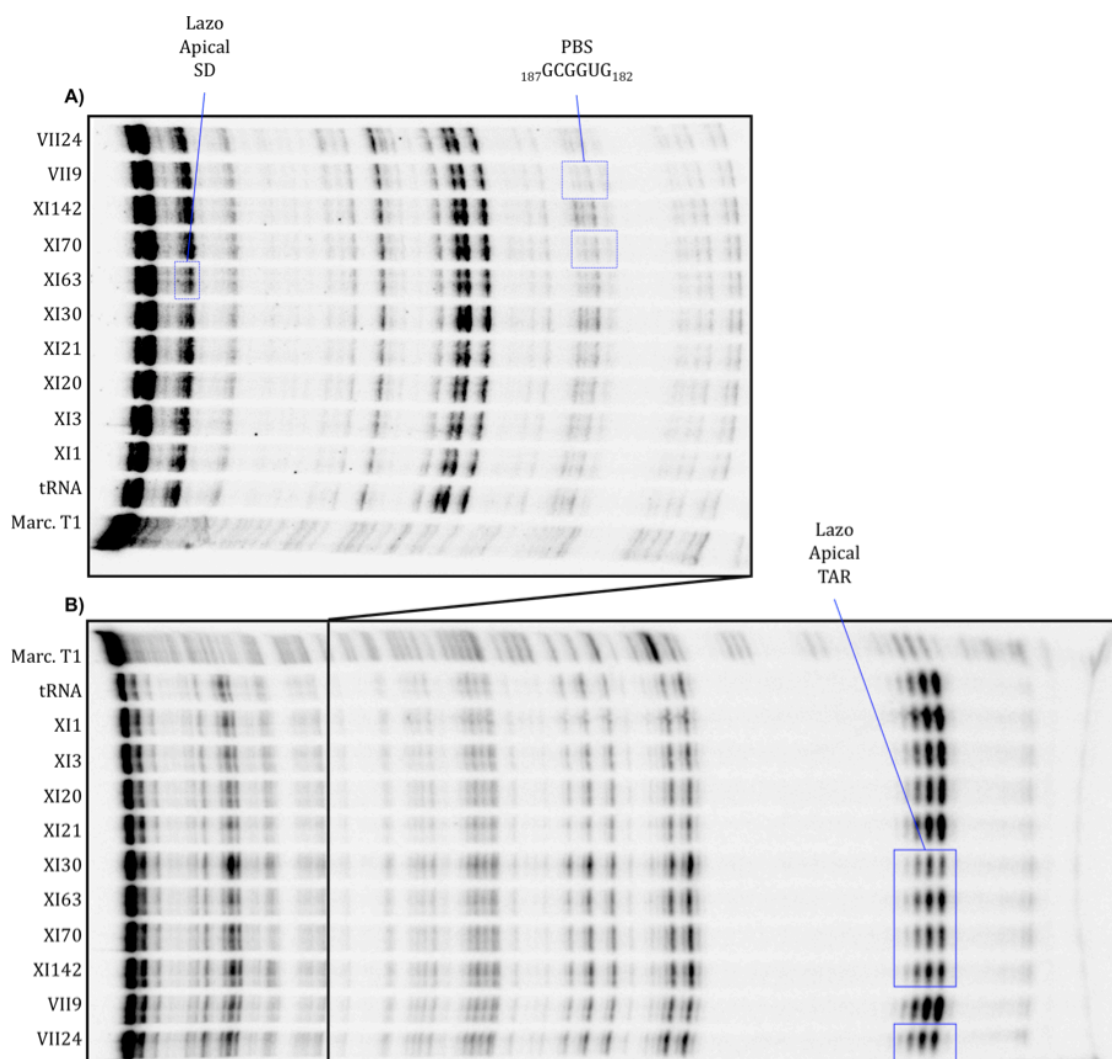 Lazo
Apical
SD
PBS
187GCGGUG182
A)
VII24
VII9
XI142
XI70
XI63
XI30
XI21
XI20
XI3
XI1
tRNA
Marc. T1
Lazo
Apical
TAR
B)
Marc. T1
tRNA
XI1
XI3
XI20
XI21
XI30
XI63
XI70
XI142
VII9
VII24